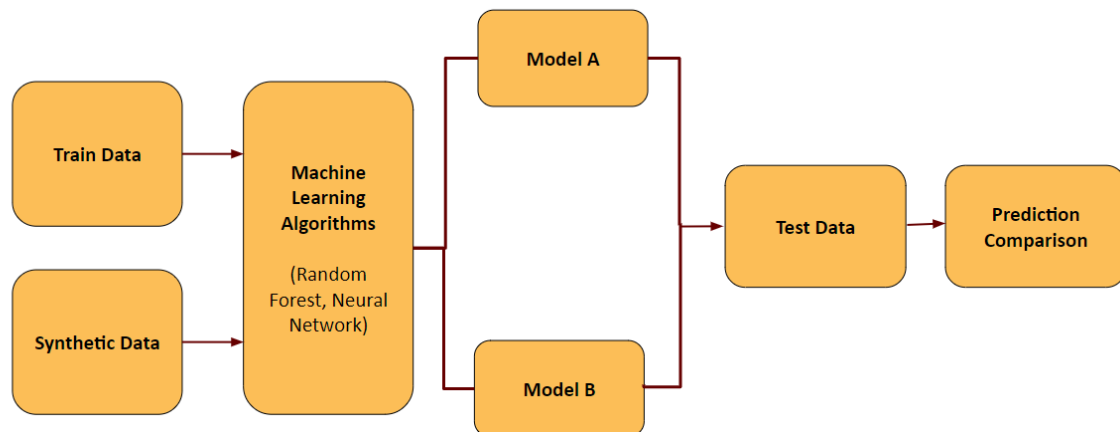 Train Data
Synthetic Data
Machine
Learning
Algorithms
(Random
Forest, Neural
Network)
Model A
Model B
Test Data
Prediction
Comparison